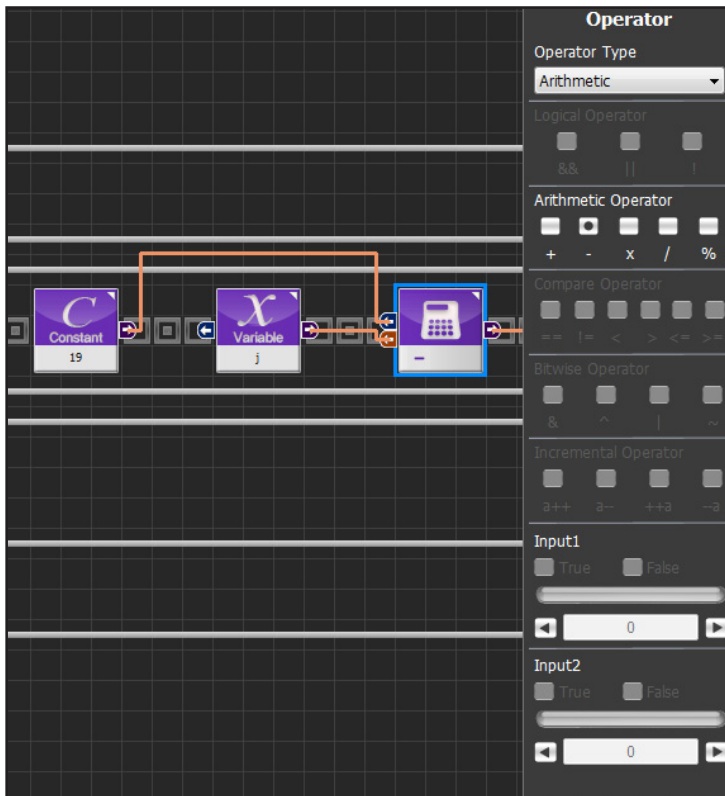 Operator
Operator Type
Arithmetic
Logical Operator
&& || !
Arithmetic Operator
+ - x / %
Compare Operator
== != < > <= >=
Bitwise Operator
& ^ | ~
Incremental Operator
a++ a-- ++a --a
Input1
True False
0
Input2
True False
0
C
Constant
19
X
Variable
j
−